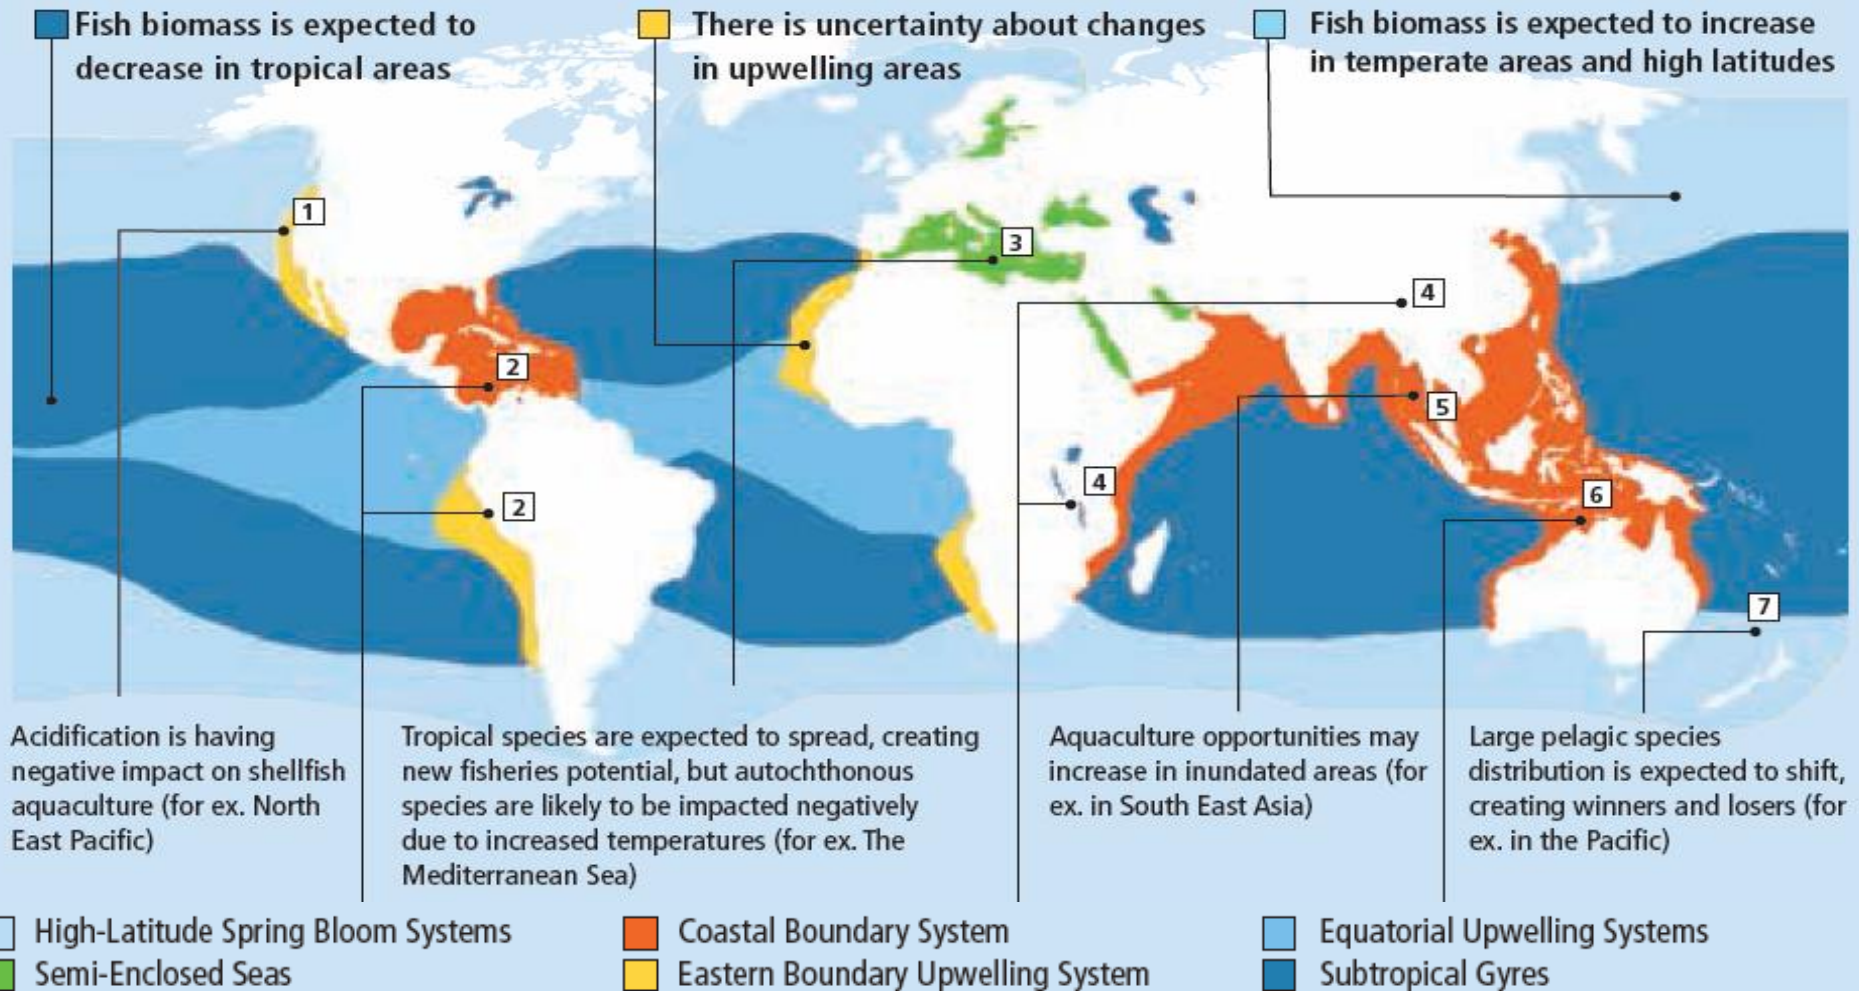 Fish biomass is expected to
decrease in tropical areas
There is uncertainty about changes
in upwelling areas
Fish biomass is expected to increase
in temperate areas and high latitudes
1
2
2
3
4
4
5
6
7
Acidification is having
negative impact on shellfish
aquaculture (for ex. North
East Pacific)
Tropical species are expected to spread, creating
new fisheries potential, but autochthonous
species are likely to be impacted negatively
due to increased temperatures (for ex. The
Mediterranean Sea)
Aquaculture opportunities may
increase in inundated areas (for
ex. in South East Asia)
Large pelagic species
distribution is expected to shift,
creating winners and losers (for
ex. in the Pacific)
High-Latitude Spring Bloom Systems
Semi-Enclosed Seas
Coastal Boundary System
Eastern Boundary Upwelling System
Equatorial Upwelling Systems
Subtropical Gyres